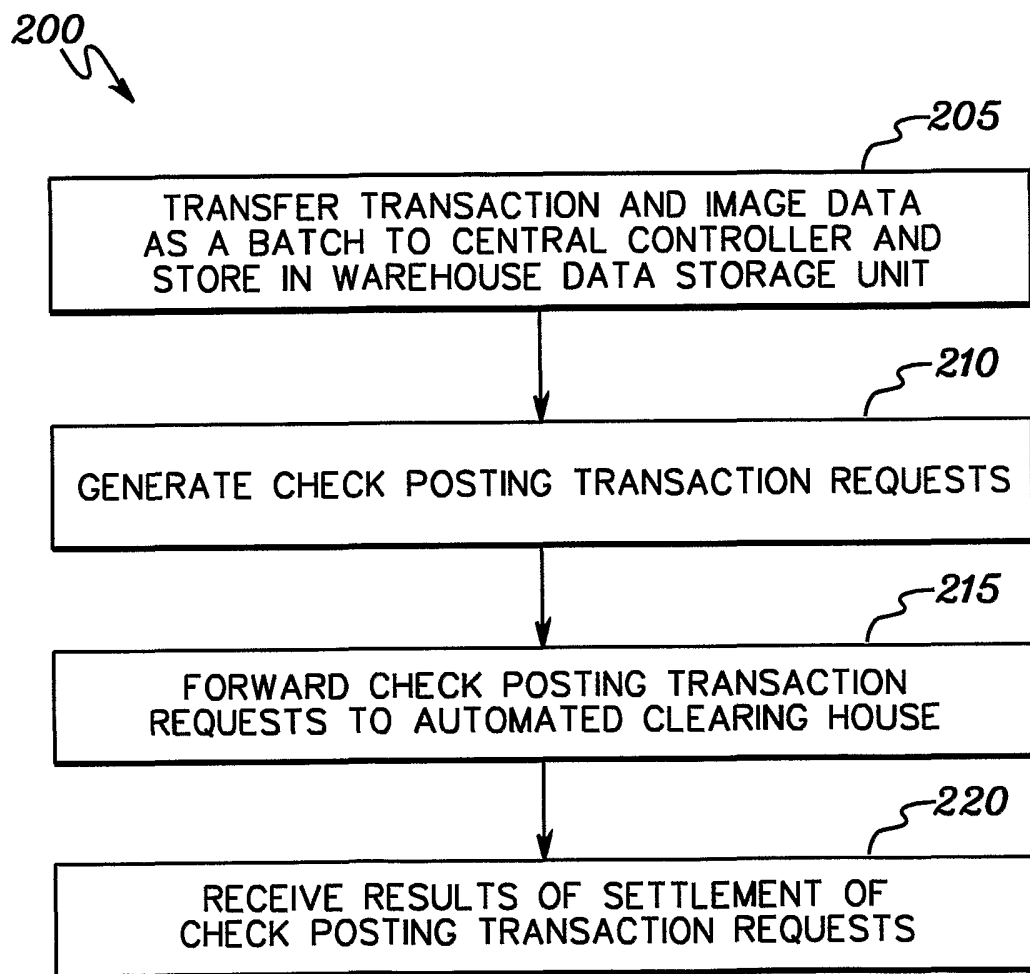 200
205
TRANSFER TRANSACTION AND IMAGE DATA
AS A BATCH TO CENTRAL CONTROLLER AND
STORE IN WAREHOUSE DATA STORAGE UNIT
210
GENERATE CHECK POSTING TRANSACTION REQUESTS
215
FORWARD CHECK POSTING TRANSACTION
REQUESTS TO AUTOMATED CLEARING HOUSE
220
RECEIVE RESULTS OF SETTLEMENT OF
CHECK POSTING TRANSACTION REQUESTS